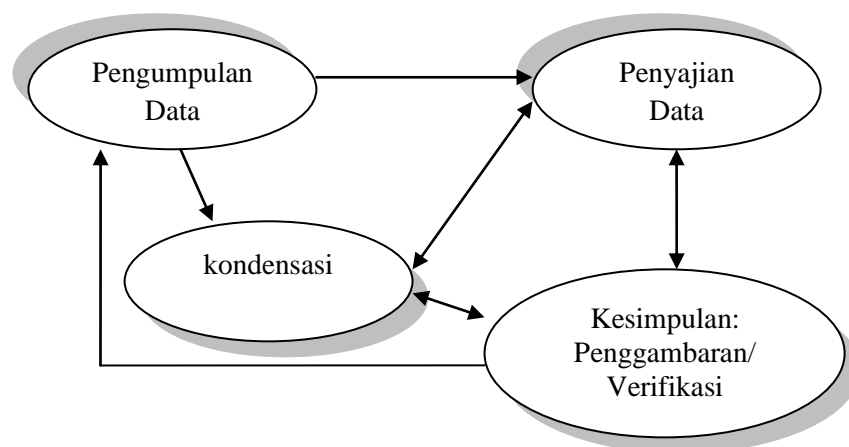 Pengumpulan
Data
Penyajian
Data
kondensasi
Kesimpulan:
Penggambaran/
Verifikasi